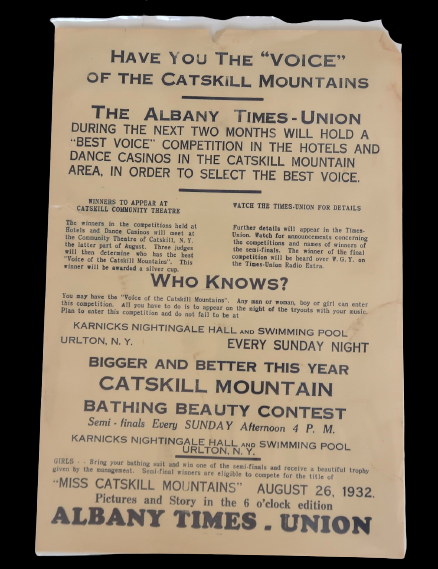 HAVE YOU THE "VOICE"
OF THE CATSKILL MOUNTAINS
THE ALBANY TIMES-UNION
DURING THE NEXT TWO MONTHS WILL HOLD A
"BEST VOICE" COMPETITION IN THE HOTELS AND
DANCE CASINOS IN THE CATSKILL MOUNTAIN
AREA, IN ORDER TO SELECT THE BEST VOICE.
WINNERS TO APPEAR AT
CATSKILL COMMUNITY THEATRE
The winners in the competitions held at
Hotels and Dance Casinos will meet at
the Community Theatre of Catskill, N. Y.
the latter part of August. Three judges
will then determine who has the best
"Voice of the Catskill Mountains". This
winner will be awarded a silver cup.
WATCH THE TIMES-UNION FOR DETAILS
Further details will appear in the Times-
Union. Watch for announcements concerning
the competitions and names of winners of
the semi-finals. The winner of the final
competition will be heard over W. G. Y. on
the Times-Union Radio Extra.
WHO KNOWS?
You may have the "Voice of the Catskill Mountains". Any man or woman, boy or girl can enter
this competition. All you have to do is to appear on the night of the tryouts with your music.
Plan to enter this competition and do not fail to be at
KARNICKS NIGHTINGALE HALL AND SWIMMING POOL
URLTON, N. Y. EVERY SUNDAY NIGHT
BIGGER AND BETTER THIS YEAR
CATSKILL MOUNTAIN
BATHING BEAUTY CONTEST
Semi - finals Every SUNDAY Afternoon 4 P. M.
KARNICKS NIGHTINGALE HALL AND SWIMMING POOL
URLTON, N. Y.
GIRLS - - Bring your bathing suit and win one of the semi-finals and receive a beautiful trophy
given by the management. Semi-final winners are eligible to compete for the title of
"MISS CATSKILL MOUNTAINS" AUGUST 26, 1932.
Pictures and Story in the 6 o'clock edition
ALBANY TIMES - UNION